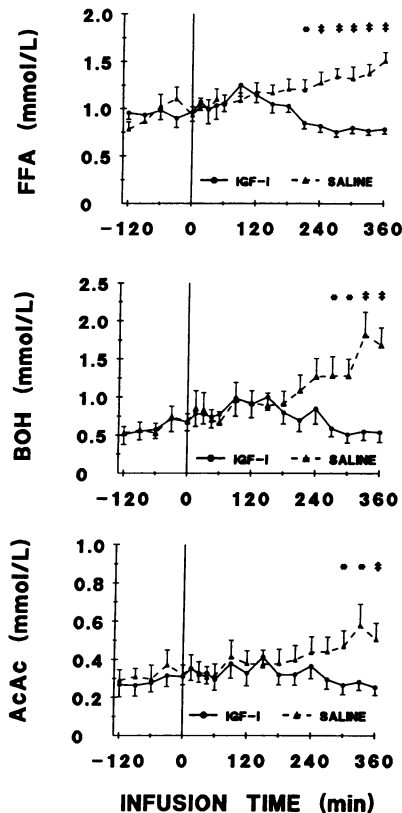 2.0
* ‡ ‡ ‡ ‡ ‡
1.5
1.0
0.5
0
FFA (mmol/L)
IGF-I SALINE
-120 0 120 240 360
2.5
* * ‡ ‡
2.0
1.5
1.0
0.5
0
BOH (mmol/L)
IGF-I SALINE
-120 0 120 240 360
1.0
* * ‡
0.8
0.6
0.4
0.2
0
AcAc (mmol/L)
IGF-I SALINE
-120 0 120 240 360
INFUSION TIME (min)